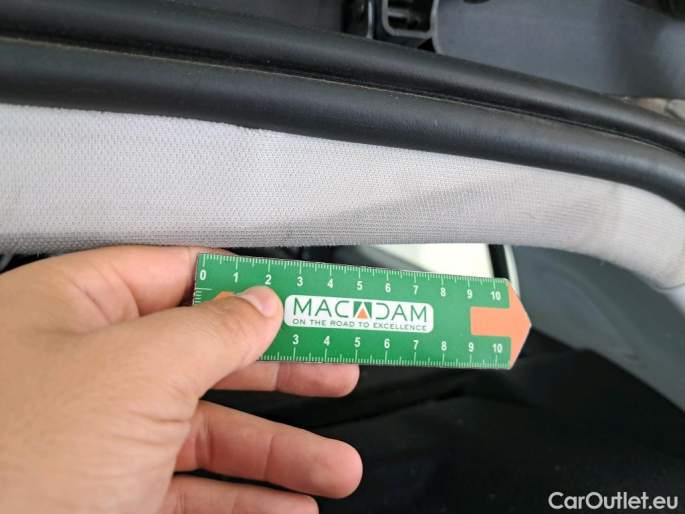 0 1 2 3 4 5 6 7 8 9 10
MACADAM
ON THE ROAD TO EXCELLENCE
3 4 5 6 7 8 9 10
CarOutlet.eu